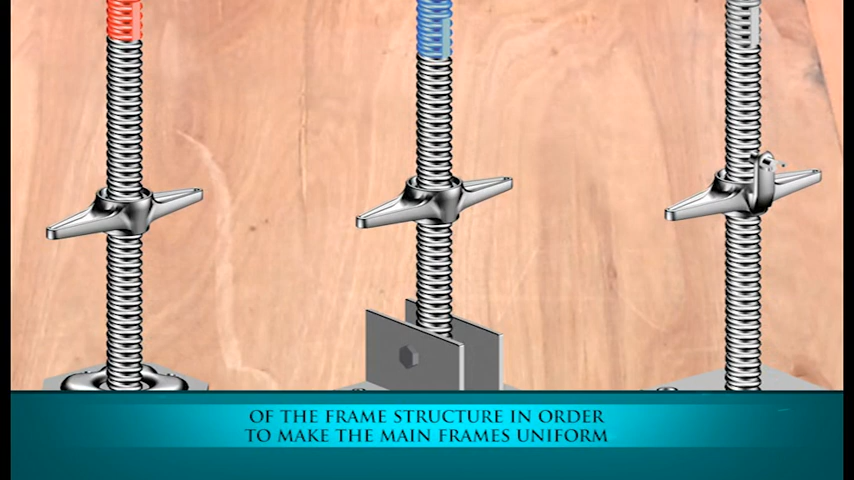 OF THE FRAME STRUCTURE IN ORDER
TO MAKE THE MAIN FRAMES UNIFORM